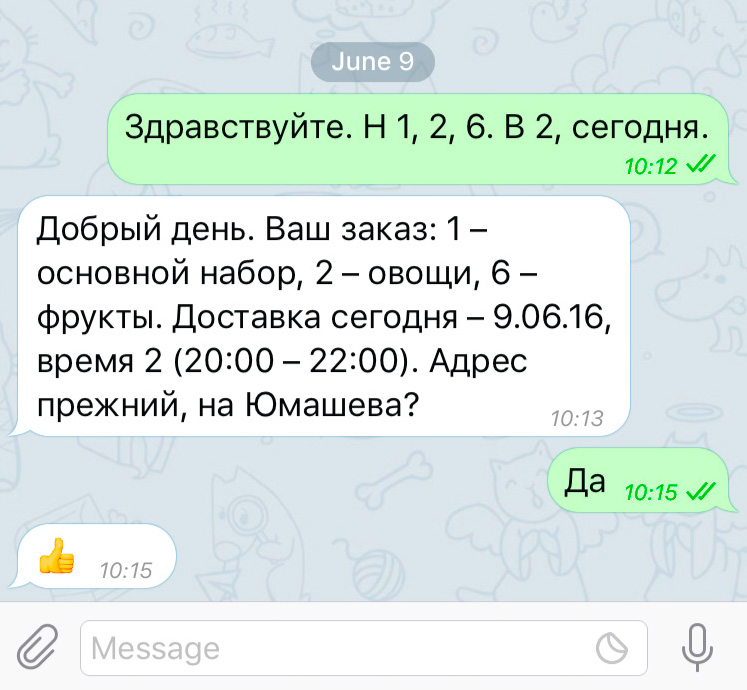 June 9
Здравствуйте. Н 1, 2, 6. В 2, сегодня.
10:12
Добрый день. Ваш заказ: 1 –
основной набор, 2 – овощи, 6 –
фрукты. Доставка сегодня – 9.06.16,
время 2 (20:00 – 22:00). Адрес
прежний, на Юмашева?
10:13
Да 10:15
👍 10:15
Message